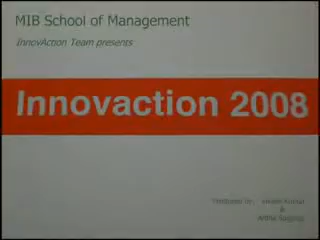 MIB School of Management
InnovAction Team presents
Innovaction 2008
&